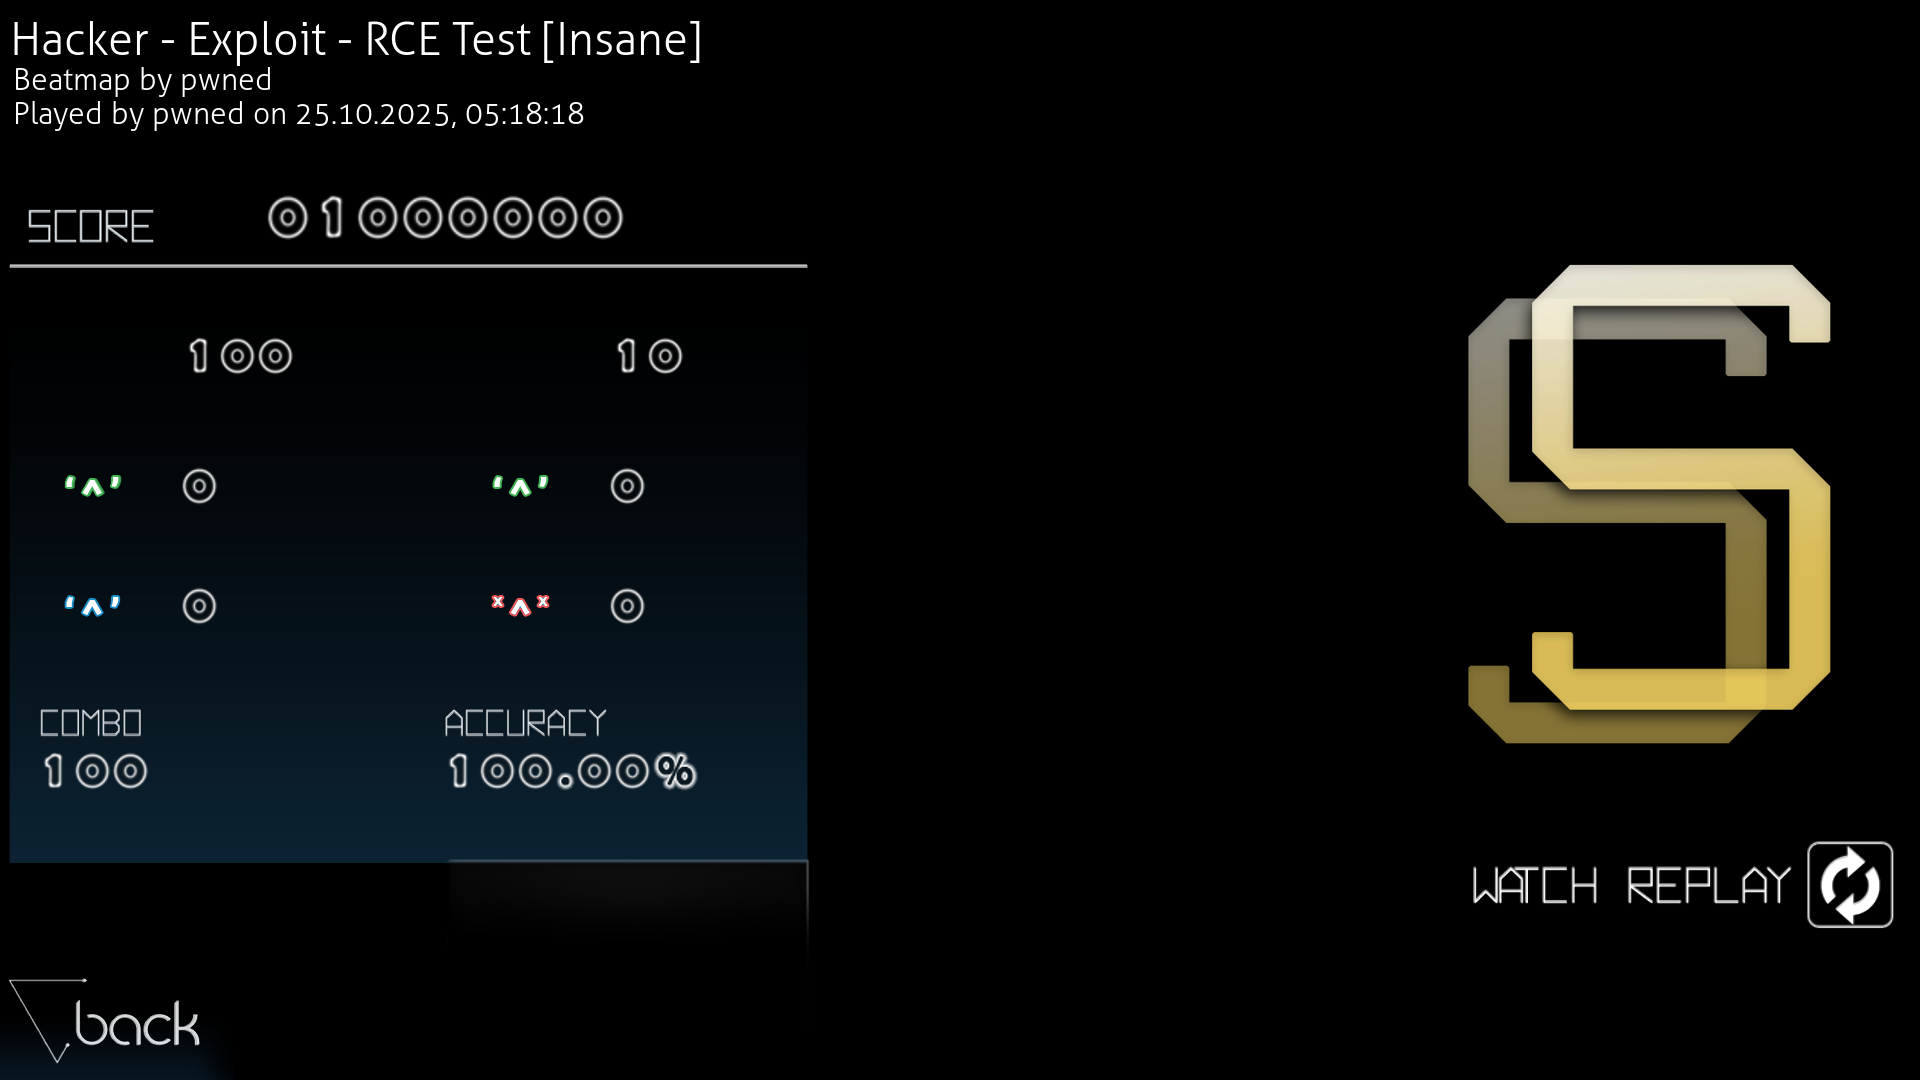 Hacker - Exploit - RCE Test [Insane]
Beatmap by pwned
Played by pwned on 25.10.2025, 05:18:18
SCORE 01000000
100 10
'^' 0 '^' 0
'^' 0 x^x 0
COMBO ACCURACY
100 100.00%
S
WATCH REPLAY
back